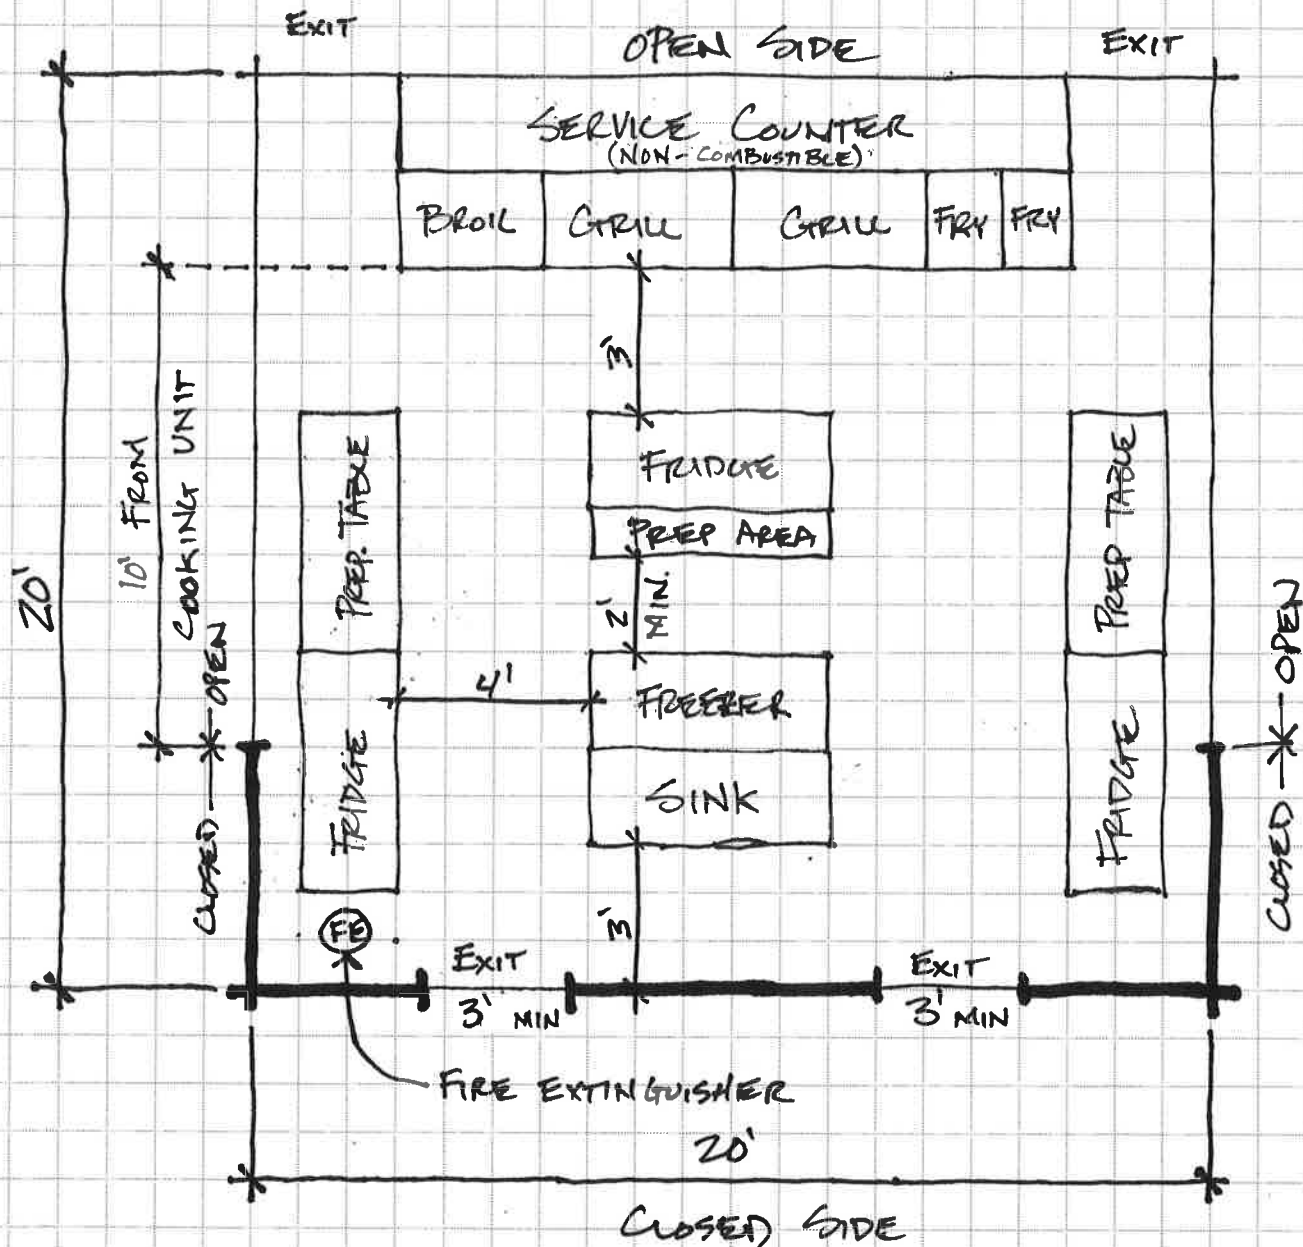 EXIT
OPEN SIDE
EXIT
SERVICE COUNTER
(NON-COMBUSTIBLE)
BROIL
GRILL
GRILL
FRY
FRY
3'
20'
10' FROM
COOKING UNIT
PREP. TABLE
FRIDGE
PREP AREA
PREP TABLE
2'
MIN.
OPEN
CLOSED
4'
FRIDGE
FREEZER
SINK
FRIDGE
OPEN
CLOSED
FE
3'
EXIT
3' MIN
EXIT
3' MIN
FIRE EXTINGUISHER
20'
CLOSED SIDE